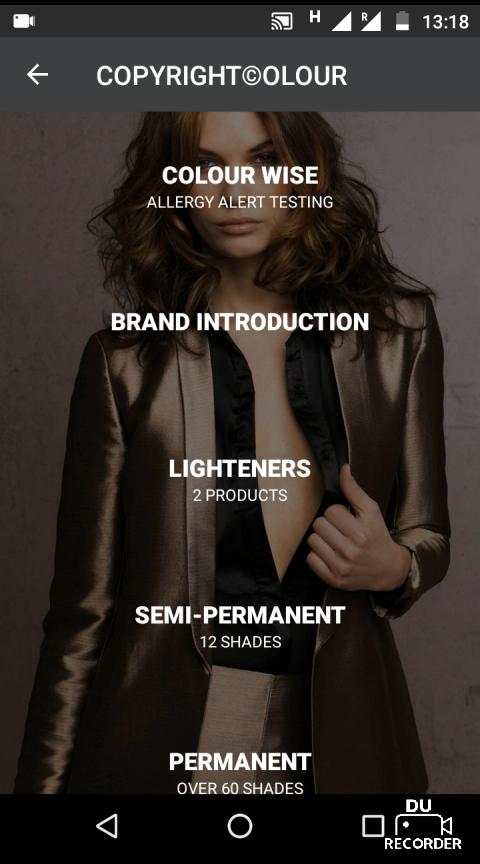 H R 13:18
COPYRIGHT©OLOUR
COLOUR WISE
ALLERGY ALERT TESTING
BRAND INTRODUCTION
LIGHTENERS
2 PRODUCTS
SEMI-PERMANENT
12 SHADES
PERMANENT
OVER 60 SHADES
DU
RECORDER